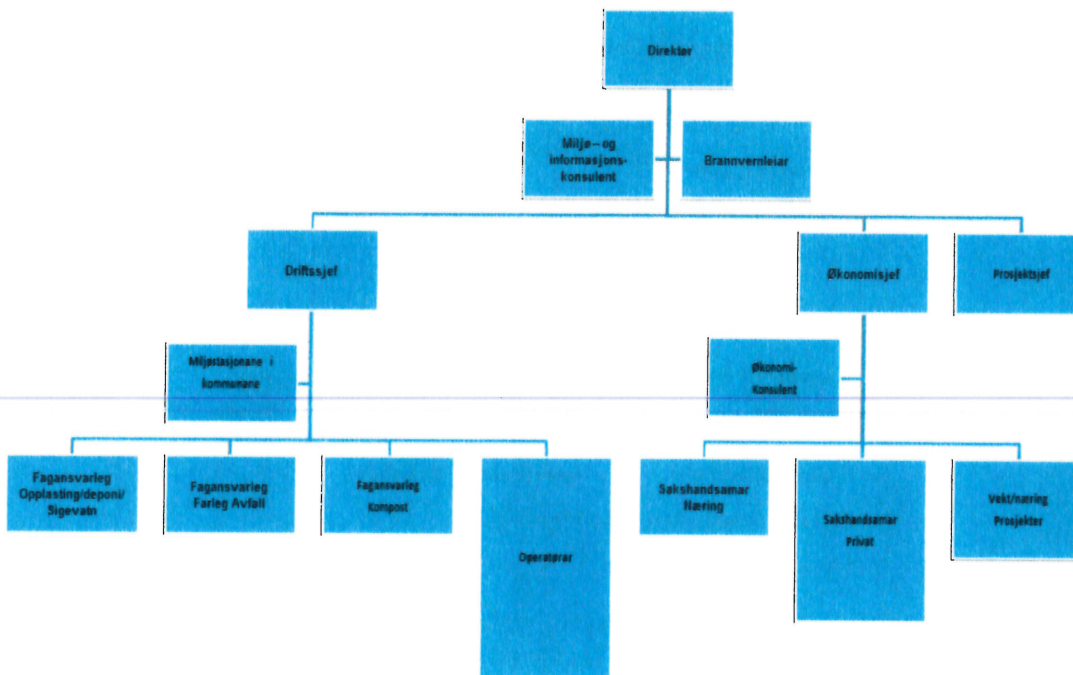 Direktør
Miljø – og
informasjons-
konsulent
Brannvernleiar
Driftssjef
Økonomisjef
Prosjektsjef
Miljøstasjonane i
kommunane
Økonomi-
Konsulent
Fagansvarleg
Opplasting/deponi/
Sigevatn
Fagansvarleg
Farleg Avfall
Fagansvarleg
Kompost
Operatørar
Sakshandsamar
Næring
Sakshandsamar
Privat
Vekt/næring
Prosjekter